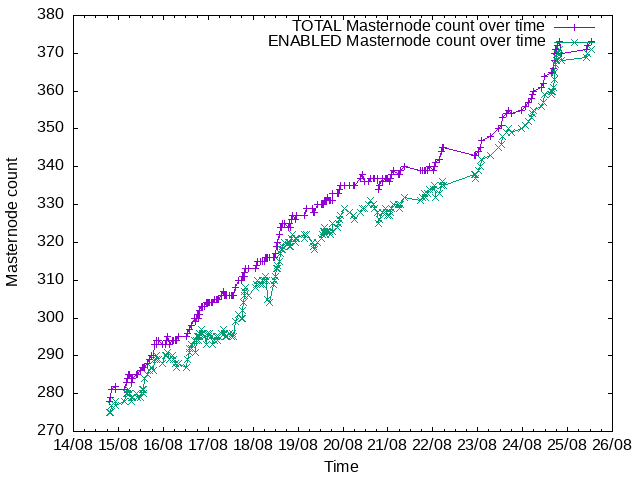 TOTAL Masternode count over time
ENABLED Masternode count over time
380
370
360
350
340
330
320
310
300
290
280
270
Masternode count
14/08 15/08 16/08 17/08 18/08 19/08 20/08 21/08 22/08 23/08 24/08 25/08 26/08
Time